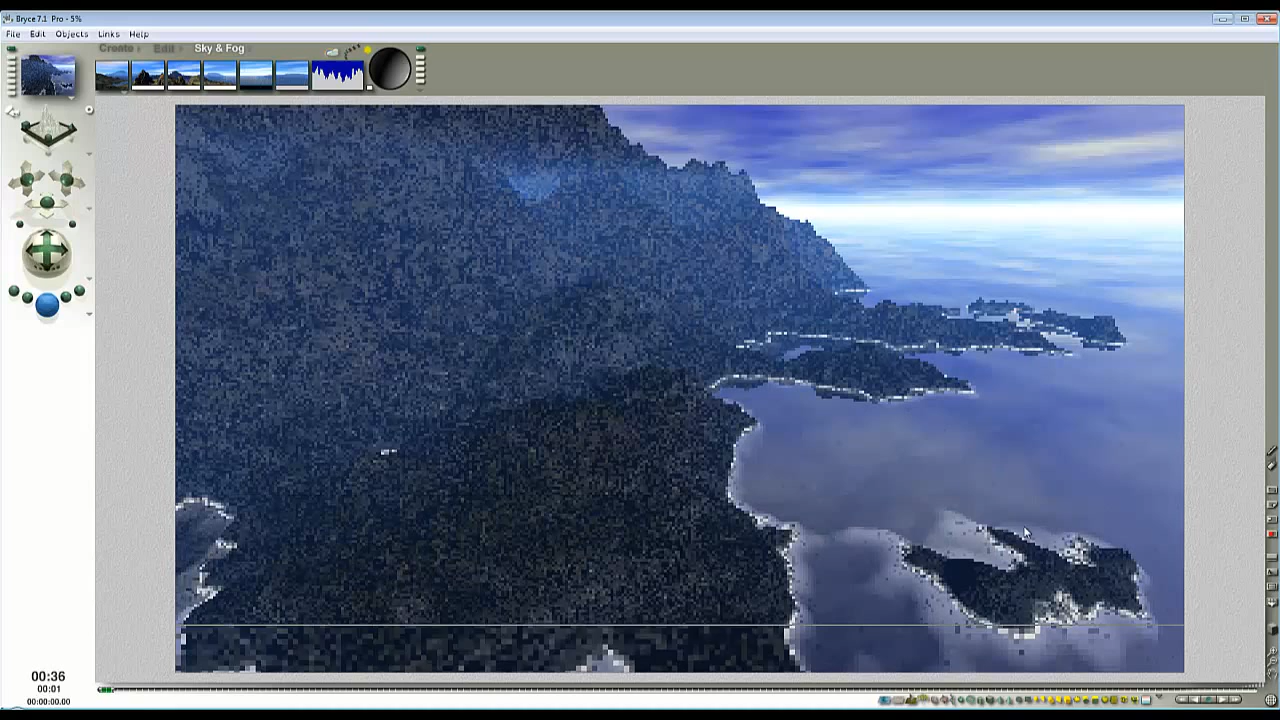 Bryce 7.1 Pro - 5%
File Edit Objects Links Help
Create Edit Sky & Fog
00:36
00:01
00:00:00.00